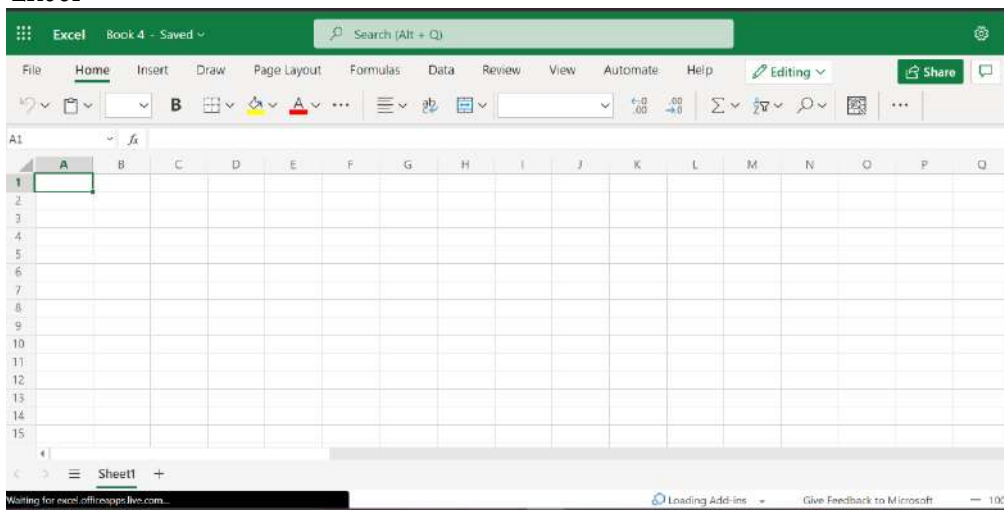 Excel Book 4 - Saved Search (Alt + Q)
File Home Insert Draw Page Layout Formulas Data Review View Automate Help Editing Share
B A ab
A1 fx
A B C D E F G H I J K L M N O P Q
1
2
3
4
5
6
7
8
9
10
11
12
13
14
15
Sheet1 +
Waiting for excel.officeapps.live.com... Loading Add-ins Give Feedback to Microsoft — 100